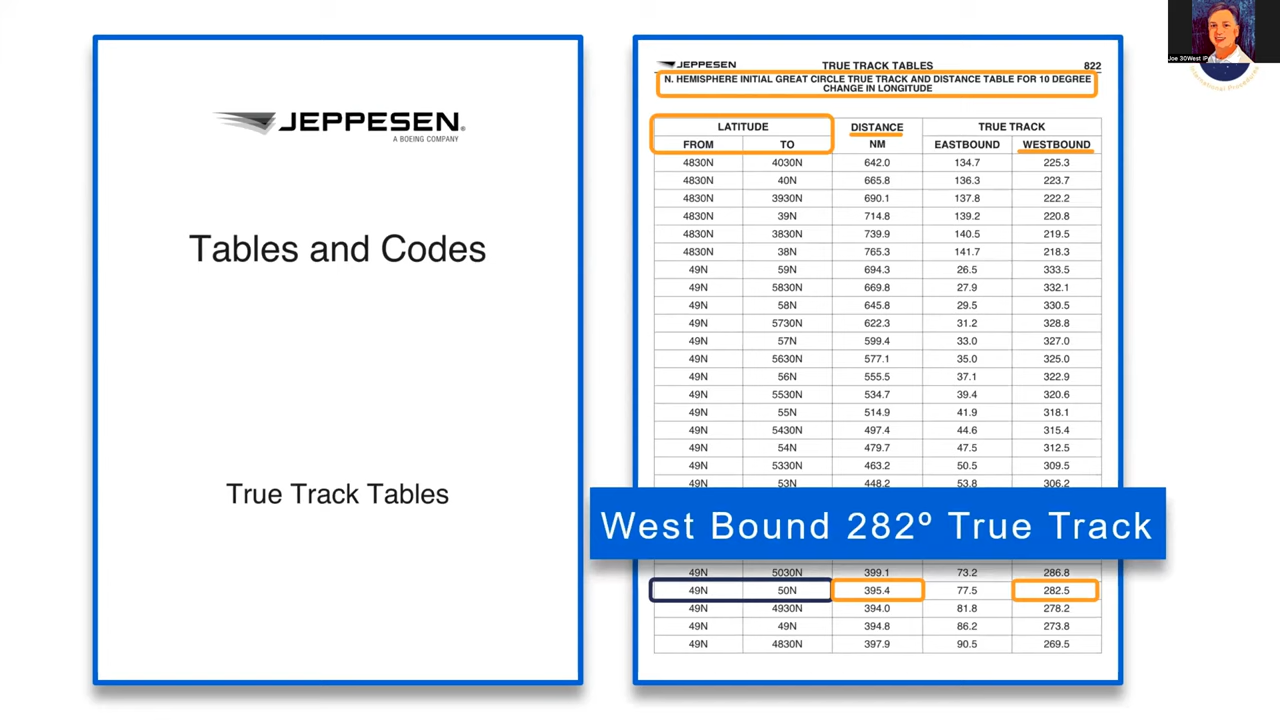 JEPPESEN®
A BOEING COMPANY
Tables and Codes
True Track Tables
JEPPESEN TRUE TRACK TABLES 822
N. HEMISPHERE INITIAL GREAT CIRCLE TRUE TRACK AND DISTANCE TABLE FOR 10 DEGREE
CHANGE IN LONGITUDE
LATITUDE DISTANCE TRUE TRACK
FROM TO NM EASTBOUND WESTBOUND
4830N 4030N 642.0 134.7 225.3
4830N 40N 665.8 136.3 223.7
4830N 3930N 690.1 137.8 222.2
4830N 39N 714.8 139.2 220.8
4830N 3830N 739.9 140.5 219.5
4830N 38N 765.3 141.7 218.3
49N 59N 694.3 26.5 333.5
49N 5830N 669.8 27.9 332.1
49N 58N 645.8 29.5 330.5
49N 5730N 622.3 31.2 328.8
49N 57N 599.4 33.0 327.0
49N 5630N 577.1 35.0 325.0
49N 56N 555.5 37.1 322.9
49N 5530N 534.7 39.4 320.6
49N 55N 514.9 41.9 318.1
49N 5430N 497.4 44.6 315.4
49N 54N 479.7 47.5 312.5
49N 5330N 463.2 50.5 309.5
49N 53N 448.2 53.8 306.2
West Bound 282º True Track
49N 5030N 399.1 73.2 286.8
49N 50N 395.4 77.5 282.5
49N 4930N 394.0 81.8 278.2
49N 49N 394.8 86.2 273.8
49N 4830N 397.9 90.5 269.5
Joe 30West IP
International Procedures